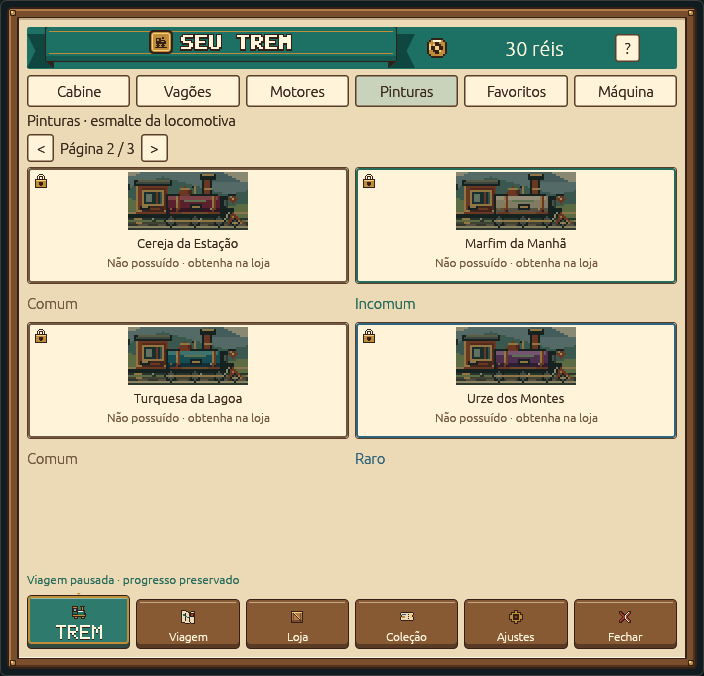 SEU TREM
30 réis
?
Cabine
Vagões
Motores
Pinturas
Favoritos
Máquina
Pinturas · esmalte da locomotiva
< Página 2 / 3 >
Cereja da Estação
Não possuído · obtenha na loja
Comum
Marfim da Manhã
Não possuído · obtenha na loja
Incomum
Turquesa da Lagoa
Não possuído · obtenha na loja
Comum
Urze dos Montes
Não possuído · obtenha na loja
Raro
Viagem pausada · progresso preservado
TREM
Viagem
Loja
Coleção
Ajustes
Fechar